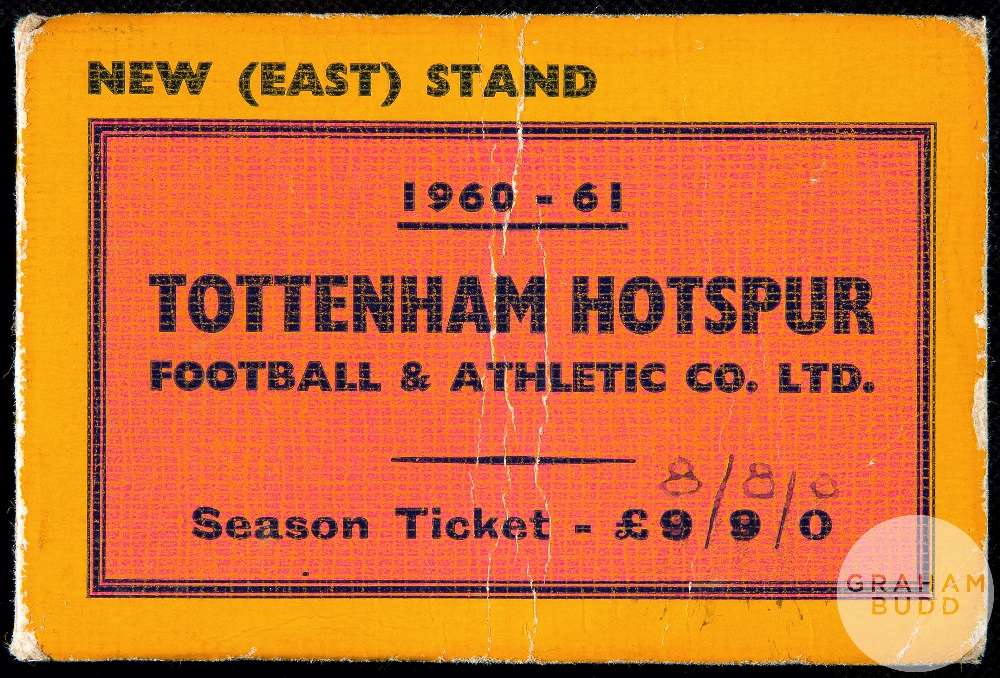 NEW (EAST) STAND
1960 - 61
TOTTENHAM HOTSPUR
FOOTBALL & ATHLETIC CO. LTD.
8/8/0
Season Ticket - £9 9 0
GRAHAM
BUDD